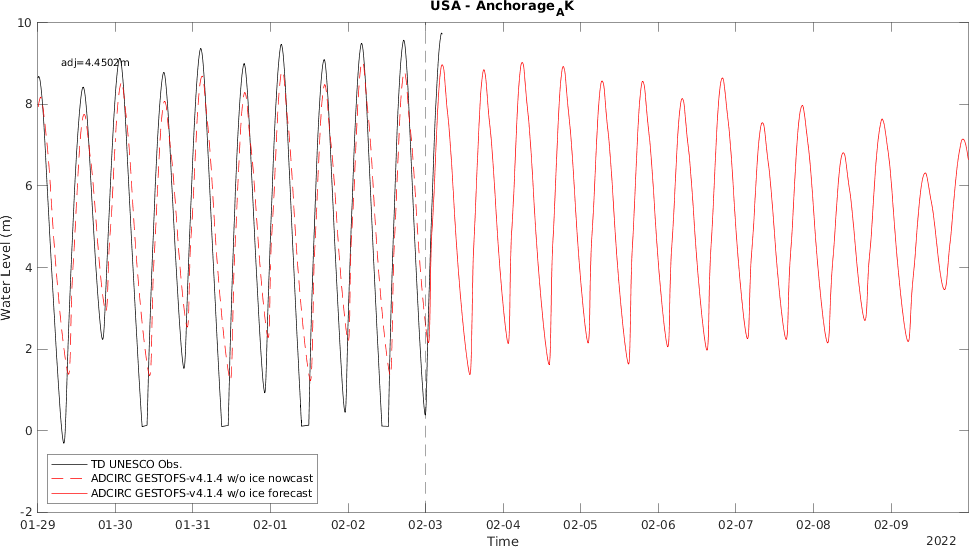 USA - Anchorage_AK
10
8
6
4
2
0
-2
Water Level (m)
adj=4.4502m
TD UNESCO Obs.
ADCIRC GESTOFS-v4.1.4 w/o ice nowcast
ADCIRC GESTOFS-v4.1.4 w/o ice forecast
01-29 01-30 01-31 02-01 02-02 02-03 02-04 02-05 02-06 02-07 02-08 02-09
Time
2022